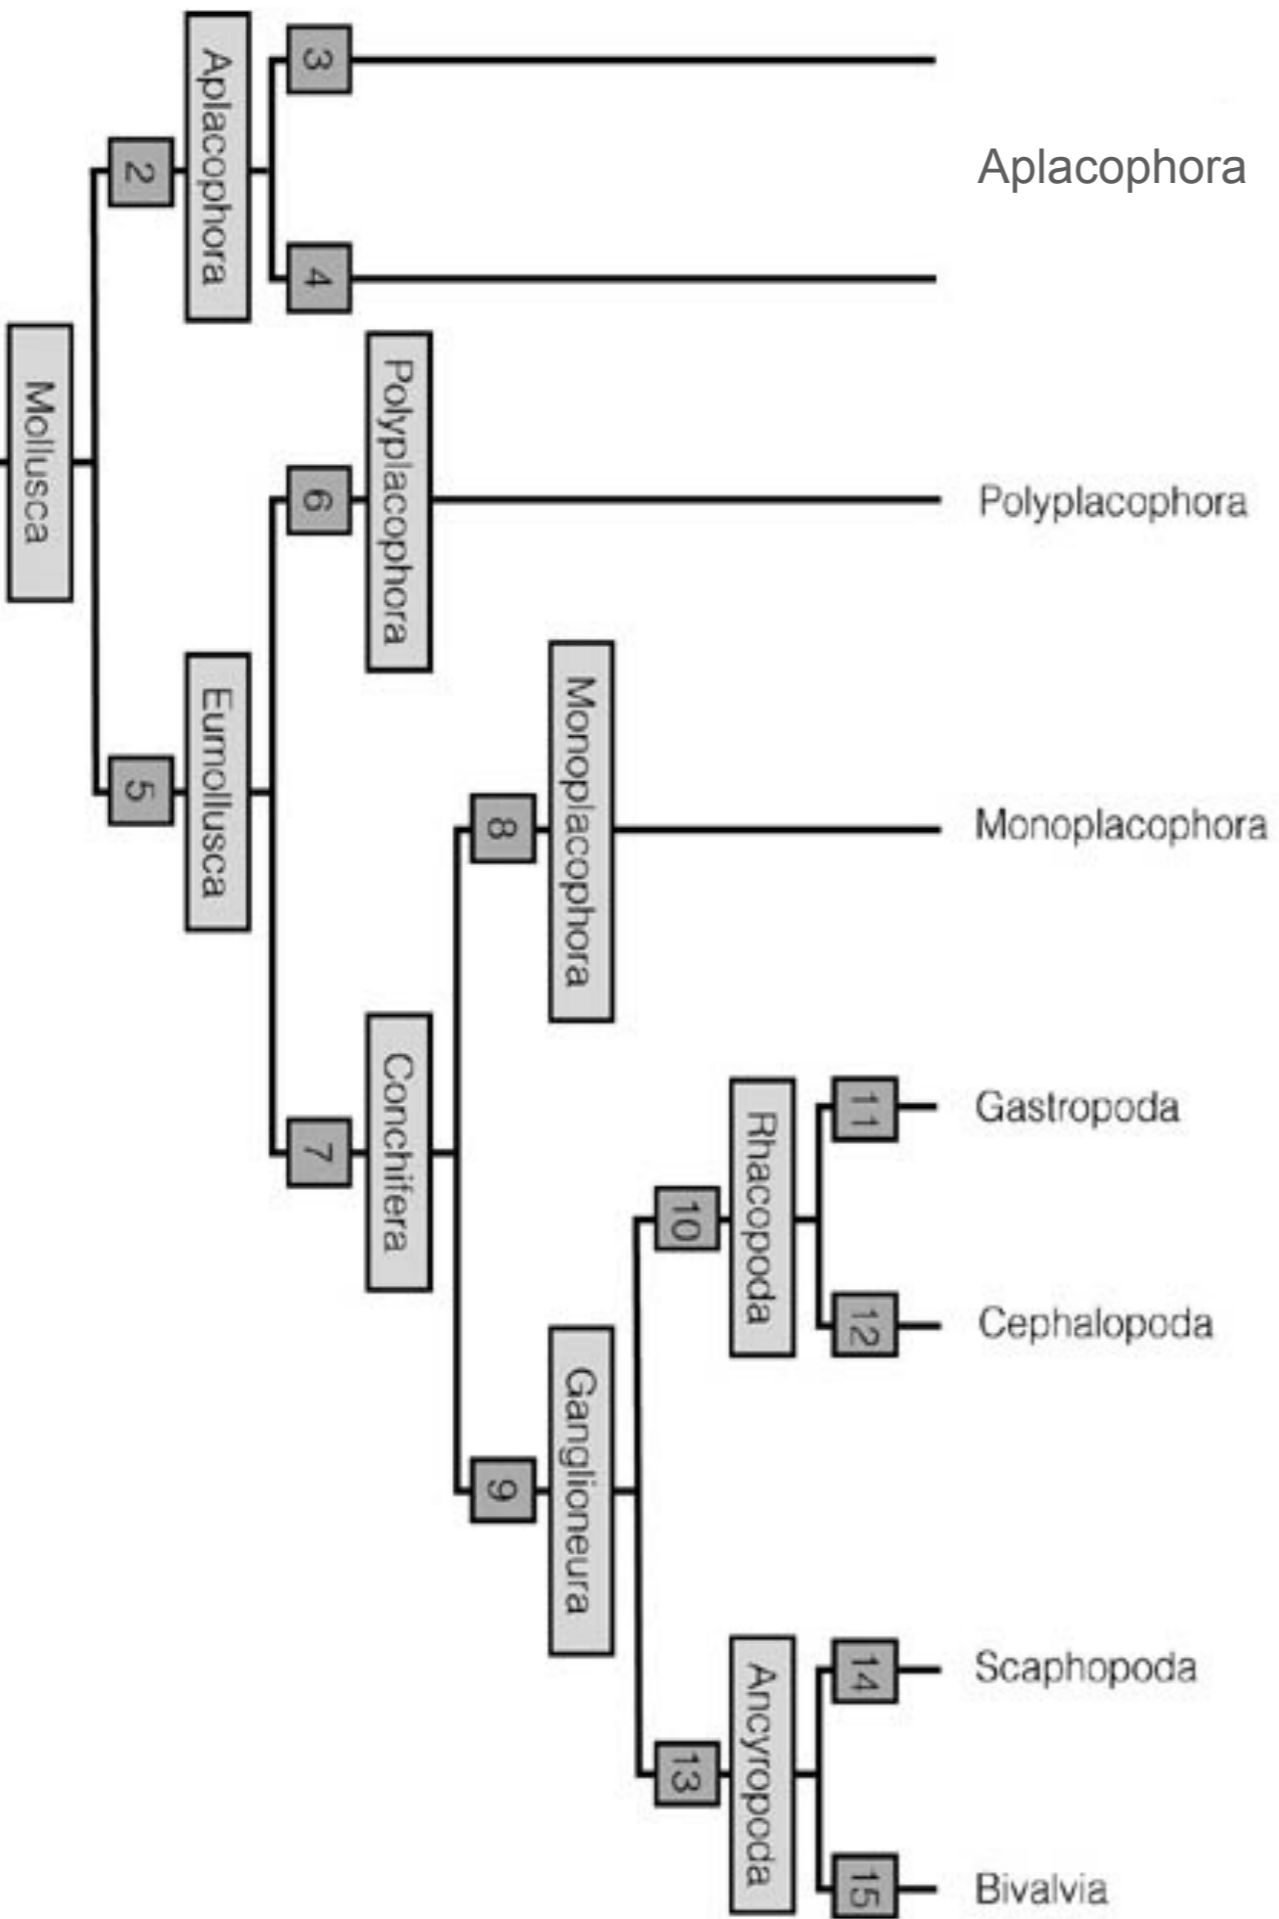 Mollusca
2
Aplacophora
3
4
Aplacophora
5
Eumollusca
6
Polyplacophora
Polyplacophora
7
Conchifera
8
Monoplacophora
Monoplacophora
9
Ganglioneura
10
Rhacopoda
11
Gastropoda
12
Cephalopoda
13
Ancyropoda
14
Scaphopoda
15
Bivalvia